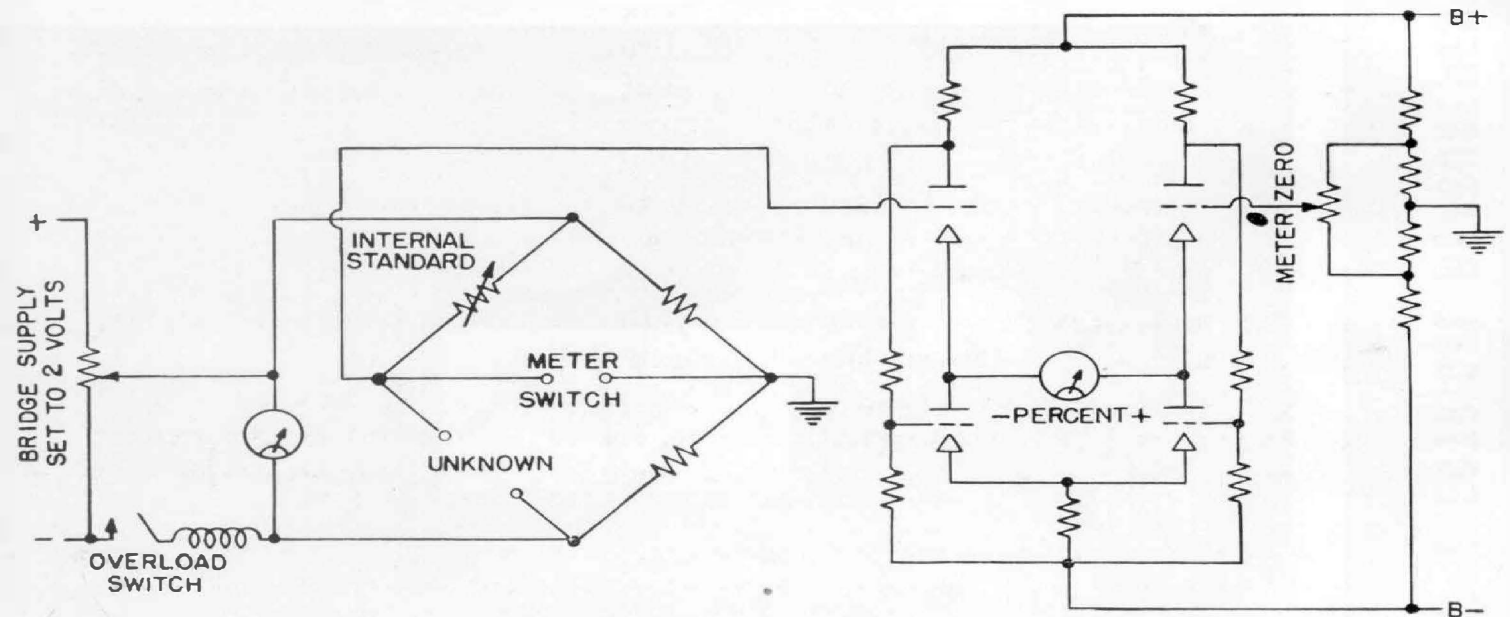 B+
+
INTERNAL
STANDARD
METER ZERO
BRIDGE SUPPLY
SET TO 2 VOLTS
METER
SWITCH
- PERCENT +
UNKNOWN
-
OVERLOAD
SWITCH
B-